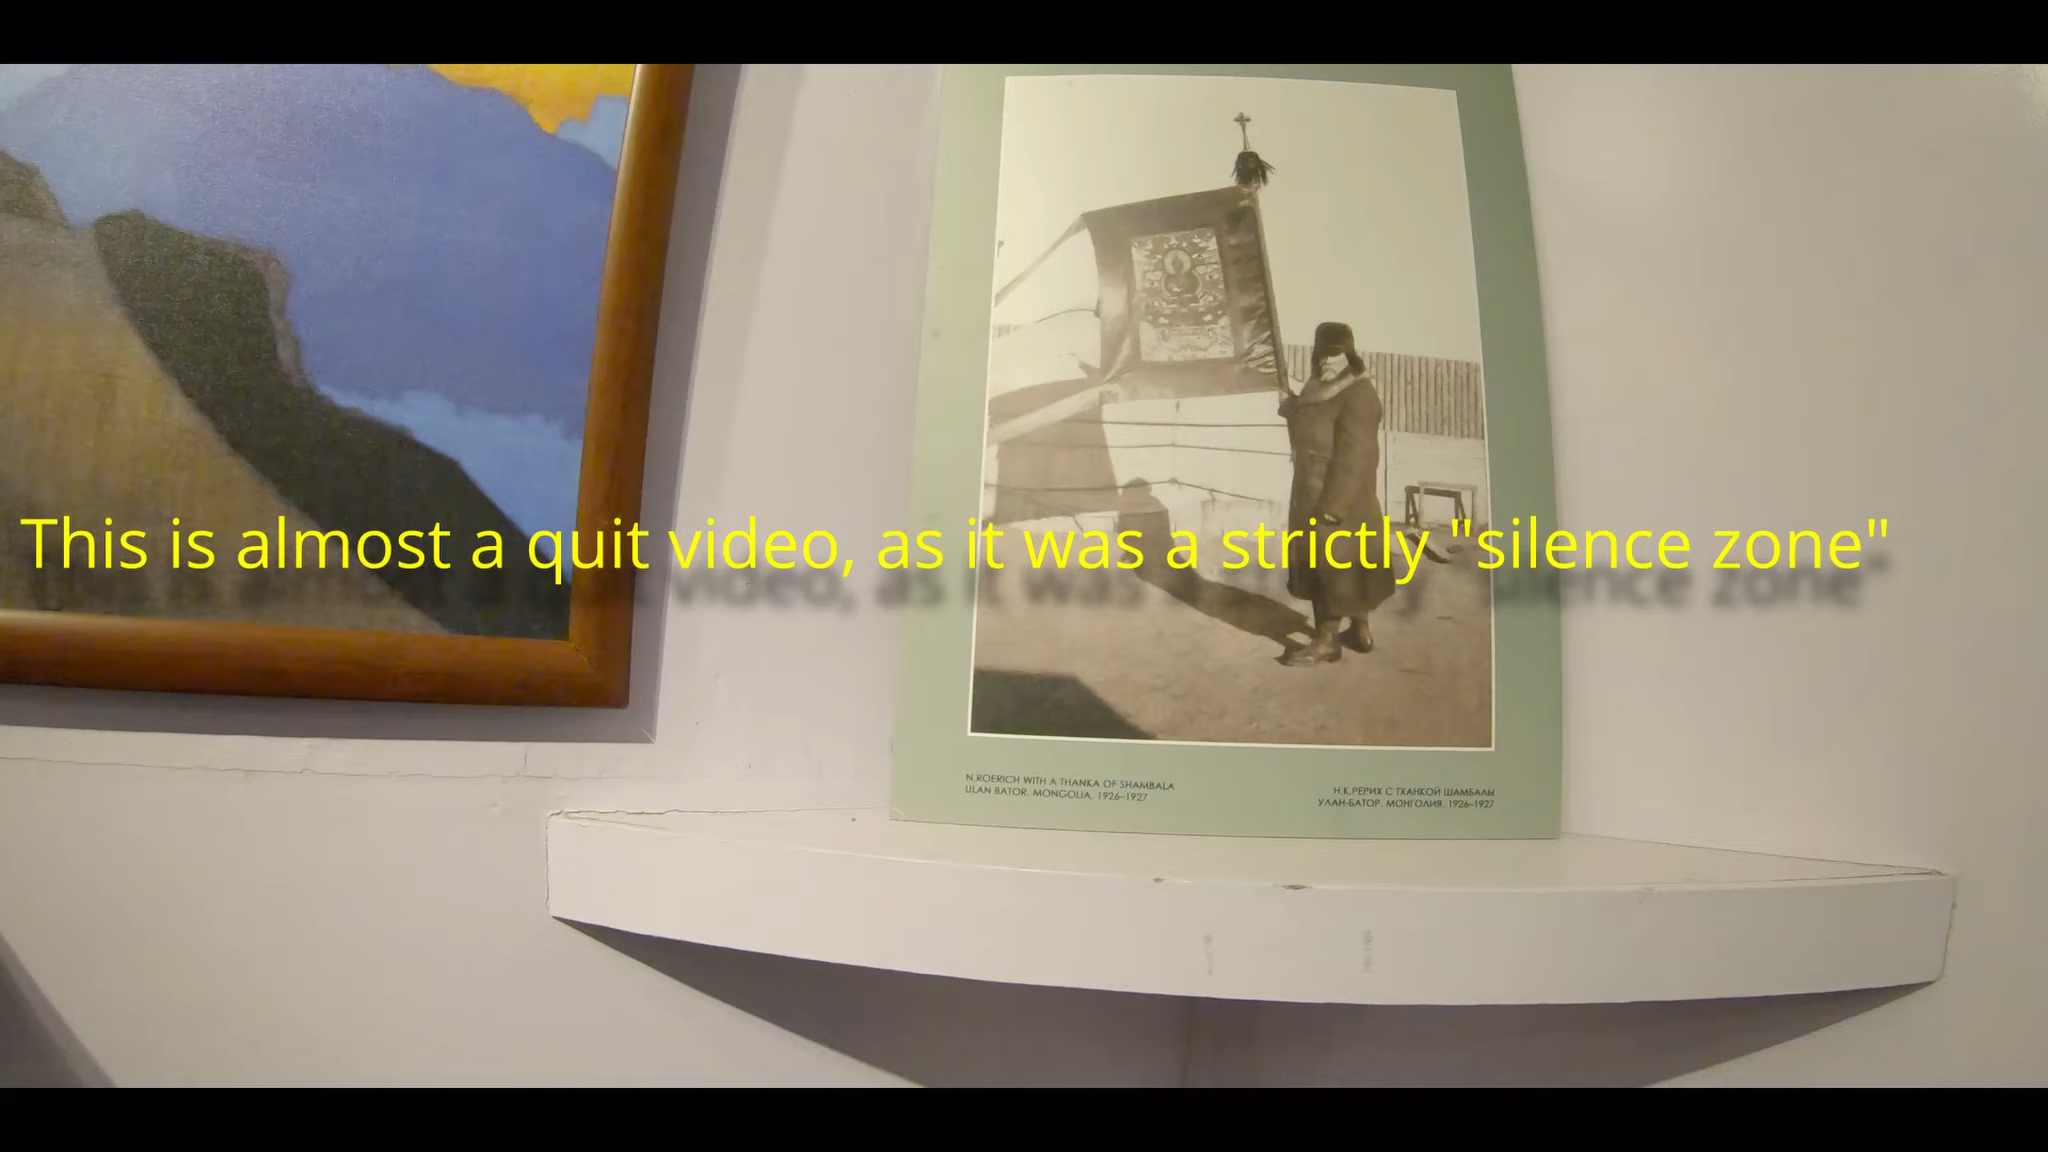 This is almost a quit video, as it was a strictly "silence zone"
N.ROERICH WITH A THANKA OF SHAMBALA
ULAN BATOR. MONGOLIA, 1926–1927
Н.К.РЕРИХ С ТХАНКОЙ ШАМБАЛЫ
УЛАН-БАТОР. МОНГОЛИЯ. 1926–1927